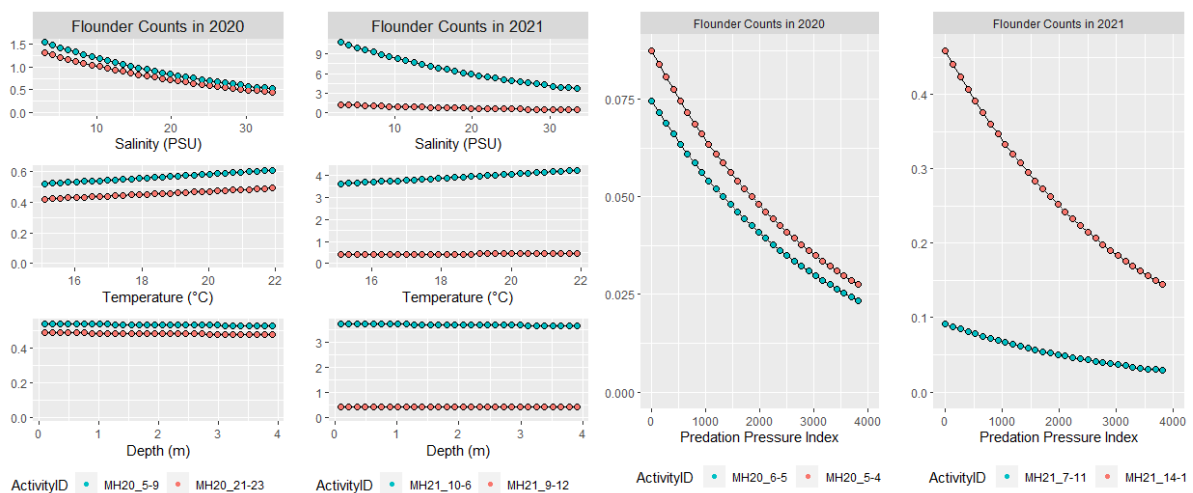 Flounder Counts in 2020
1.5
1.0
0.5
0.0
10 20 30
Salinity (PSU)
0.6
0.4
0.2
0.0
16 18 20 22
Temperature (°C)
0.4
0.2
0.0
0 1 2 3 4
Depth (m)
ActivityID MH20_5-9 MH20_21-23
Flounder Counts in 2021
9
6
3
0
10 20 30
Salinity (PSU)
4
3
2
1
0
16 18 20 22
Temperature (°C)
3
2
1
0
0 1 2 3 4
Depth (m)
ActivityID MH21_10-6 MH21_9-12
Flounder Counts in 2020
0.075
0.050
0.025
0.000
0 1000 2000 3000 4000
Predation Pressure Index
ActivityID MH20_6-5 MH20_5-4
Flounder Counts in 2021
0.4
0.3
0.2
0.1
0.0
0 1000 2000 3000 4000
Predation Pressure Index
ActivityID MH21_7-11 MH21_14-1